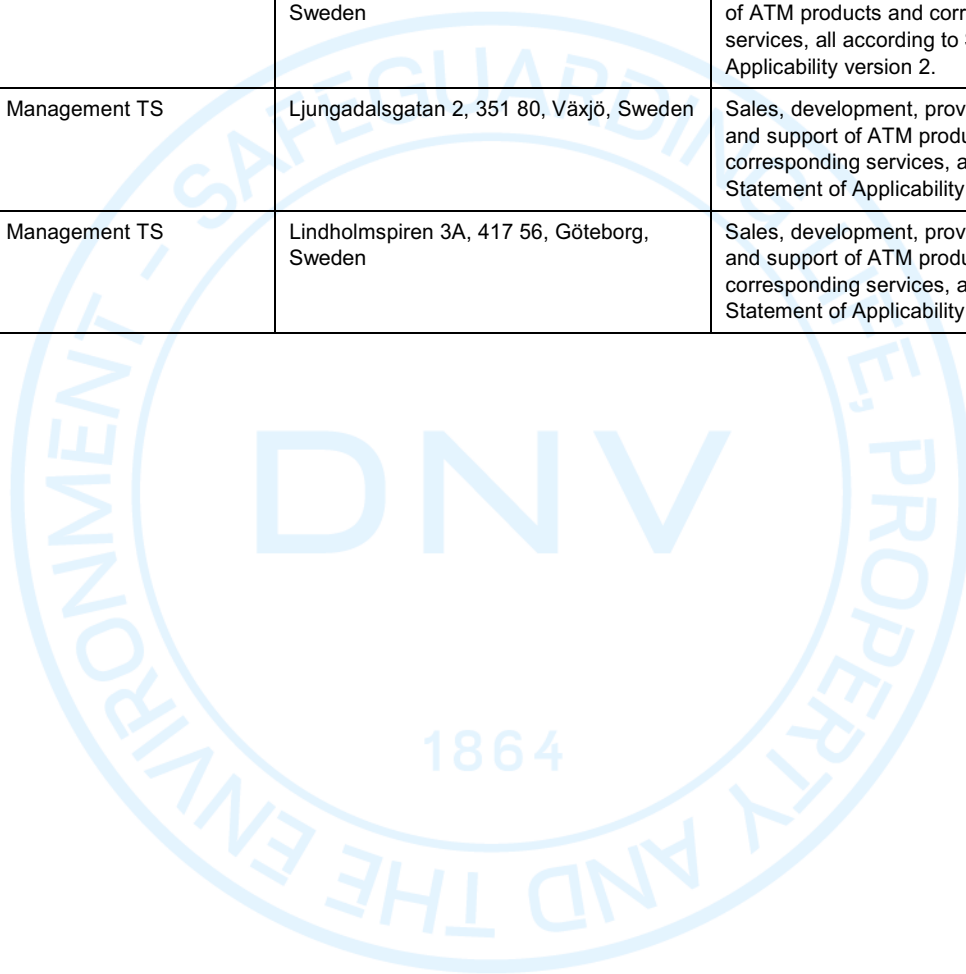 Sweden
of ATM products and corr
services, all according to
Applicability version 2.
Management TS
Ljungadalsgatan 2, 351 80, Växjö, Sweden
Sales, development, prov
and support of ATM produ
corresponding services, a
Statement of Applicability
Management TS
Lindholmspiren 3A, 417 56, Göteborg,
Sweden
Sales, development, prov
and support of ATM produ
corresponding services, a
Statement of Applicability
SAFEGUARDING LIFE, PROPERTY AND THE ENVIRONMENT -
DNV
1864